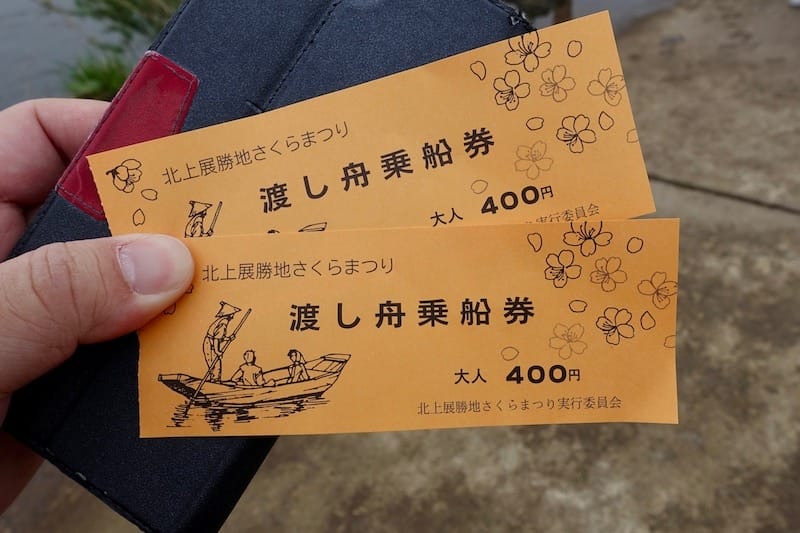 北上展勝地さくらまつり
渡し舟乗船券
大人 400円
実行委員会
北上展勝地さくらまつり
渡し舟乗船券
大人 400円
北上展勝地さくらまつり実行委員会